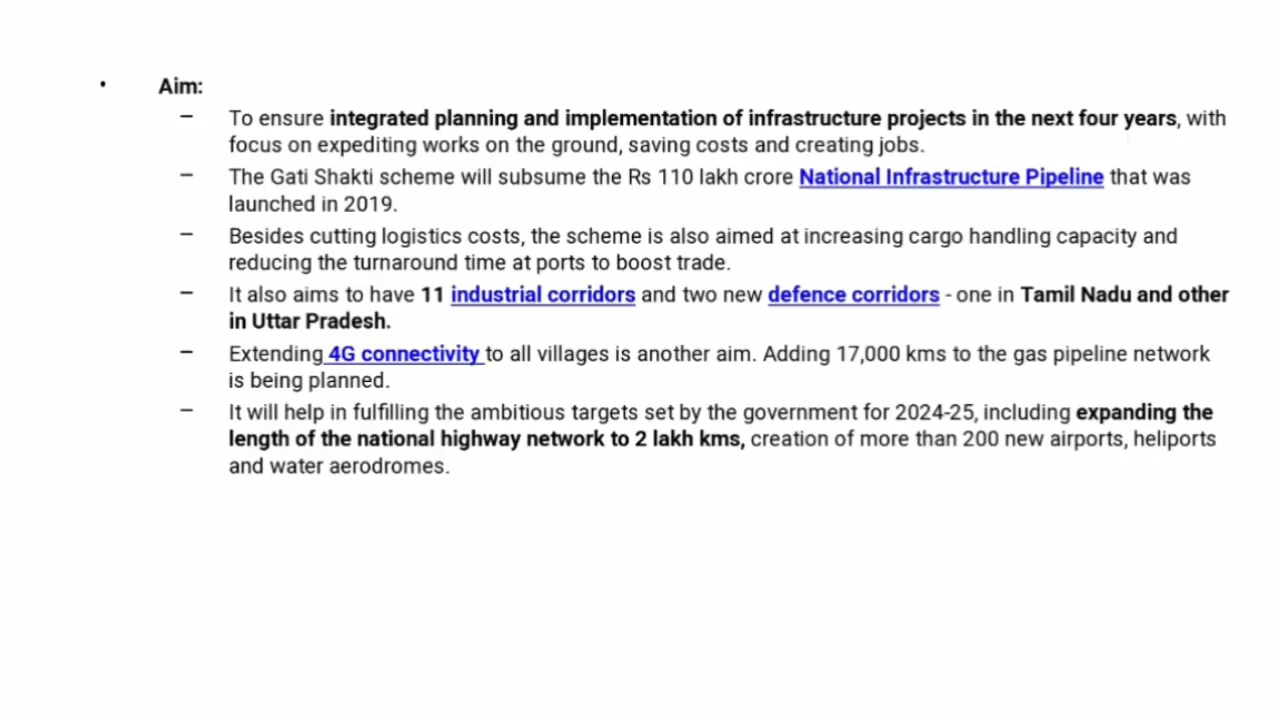 • Aim:
– To ensure integrated planning and implementation of infrastructure projects in the next four years, with
focus on expediting works on the ground, saving costs and creating jobs.
– The Gati Shakti scheme will subsume the Rs 110 lakh crore National Infrastructure Pipeline that was
launched in 2019.
– Besides cutting logistics costs, the scheme is also aimed at increasing cargo handling capacity and
reducing the turnaround time at ports to boost trade.
– It also aims to have 11 industrial corridors and two new defence corridors - one in Tamil Nadu and other
in Uttar Pradesh.
– Extending 4G connectivity to all villages is another aim. Adding 17,000 kms to the gas pipeline network
is being planned.
– It will help in fulfilling the ambitious targets set by the government for 2024-25, including expanding the
length of the national highway network to 2 lakh kms, creation of more than 200 new airports, heliports
and water aerodromes.